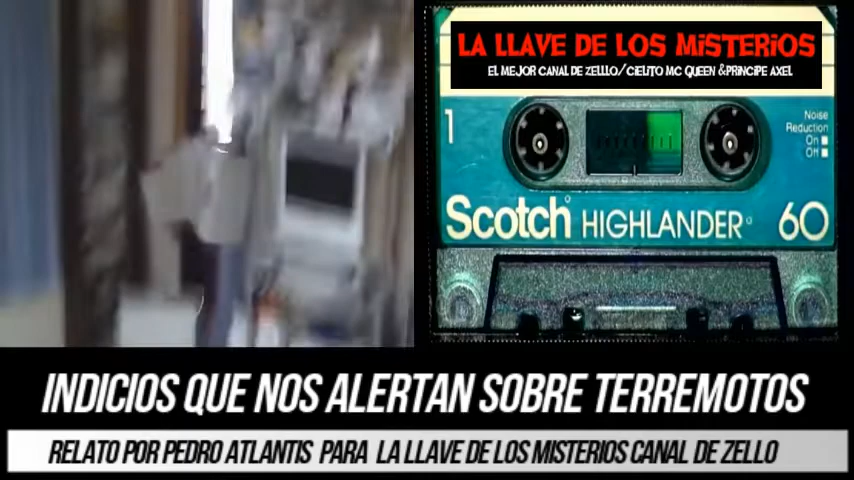 LA LLAVE DE LOS MISTERIOS
EL MEJOR CANAL DE ZELLLO/CIELITO MC QUEEN &PRINCIPE AXEL
1
Noise
Reduction
On
Off
Scotch HIGHLANDER 60
INDICIOS QUE NOS ALERTAN SOBRE TERREMOTOS
RELATO POR PEDRO ATLANTIS PARA LA LLAVE DE LOS MISTERIOS CANAL DE ZELLO